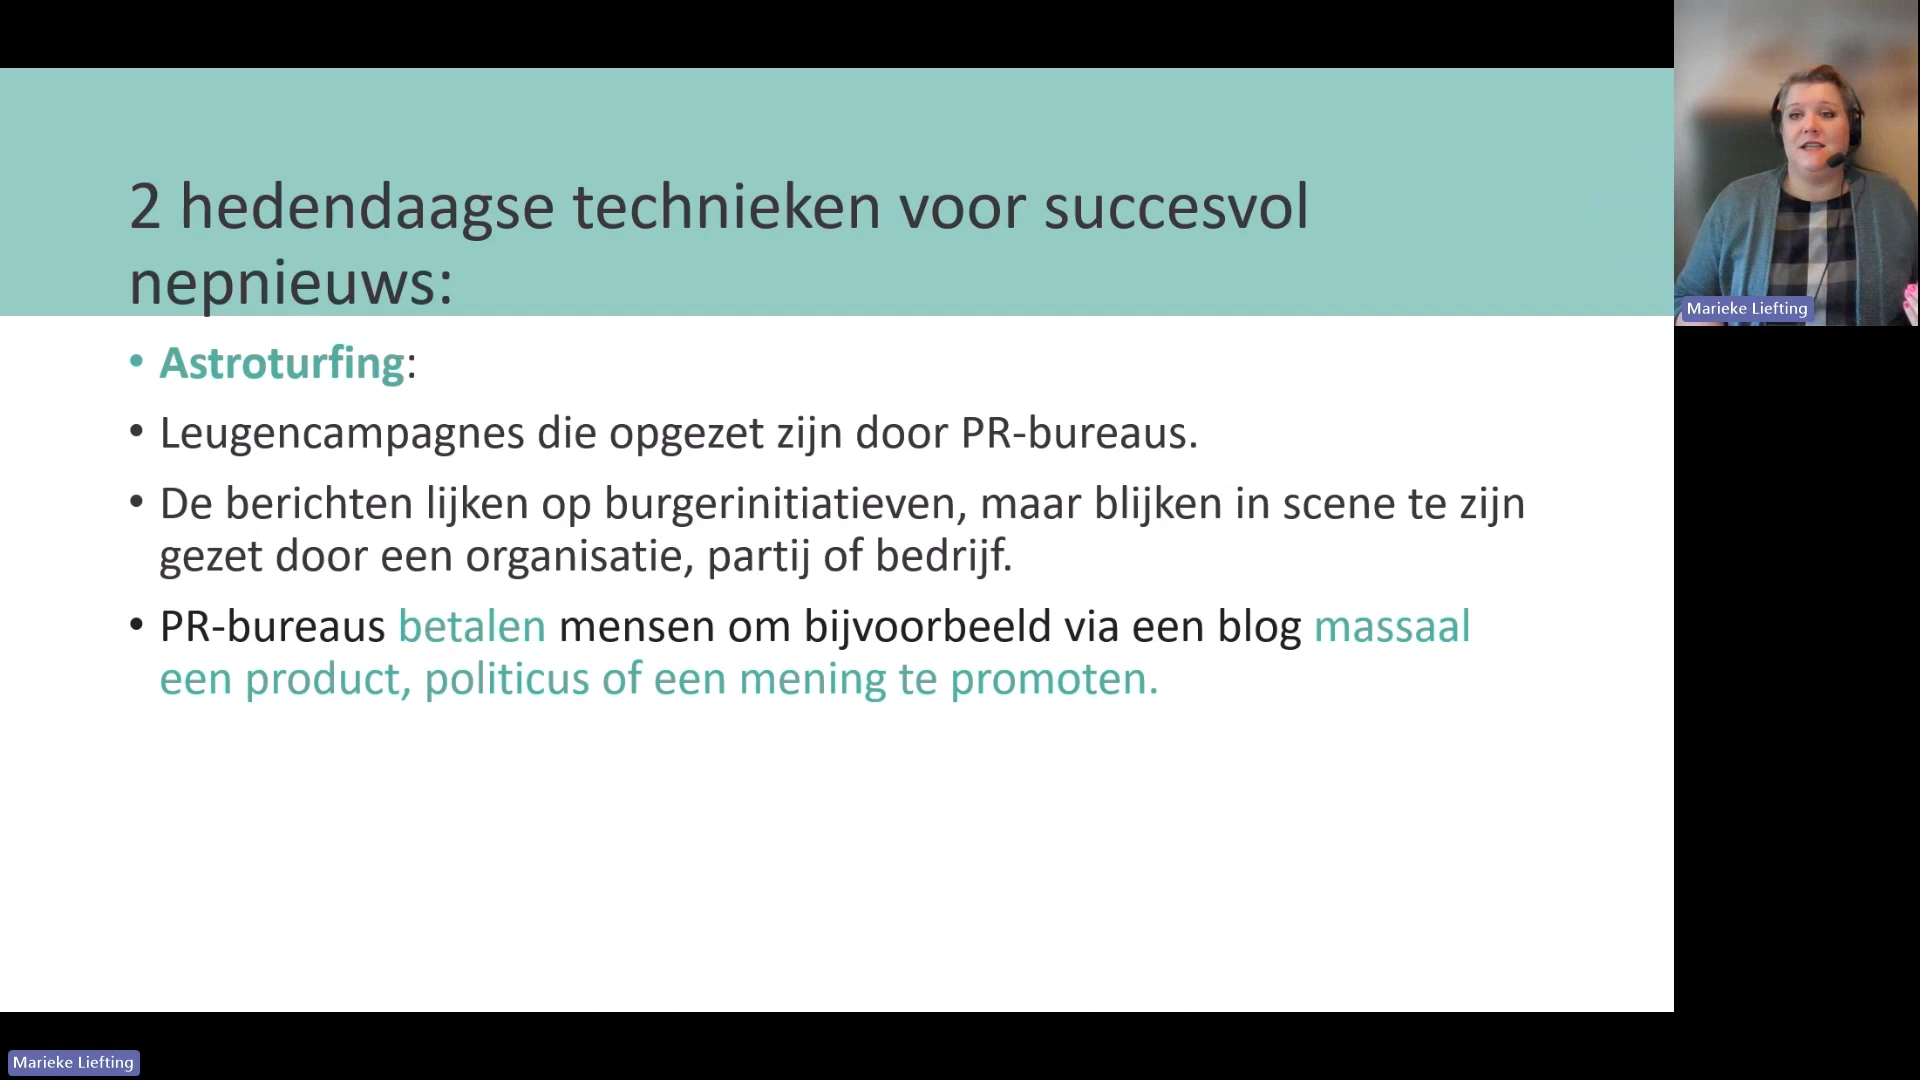 2 hedendaagse technieken voor succesvol
nepnieuws:
• Astroturfing:
• Leugencampagnes die opgezet zijn door PR-bureaus.
• De berichten lijken op burgerinitiatieven, maar blijken in scene te zijn
gezet door een organisatie, partij of bedrijf.
• PR-bureaus betalen mensen om bijvoorbeeld via een blog massaal
een product, politicus of een mening te promoten.
Marieke Liefting
Marieke Liefting